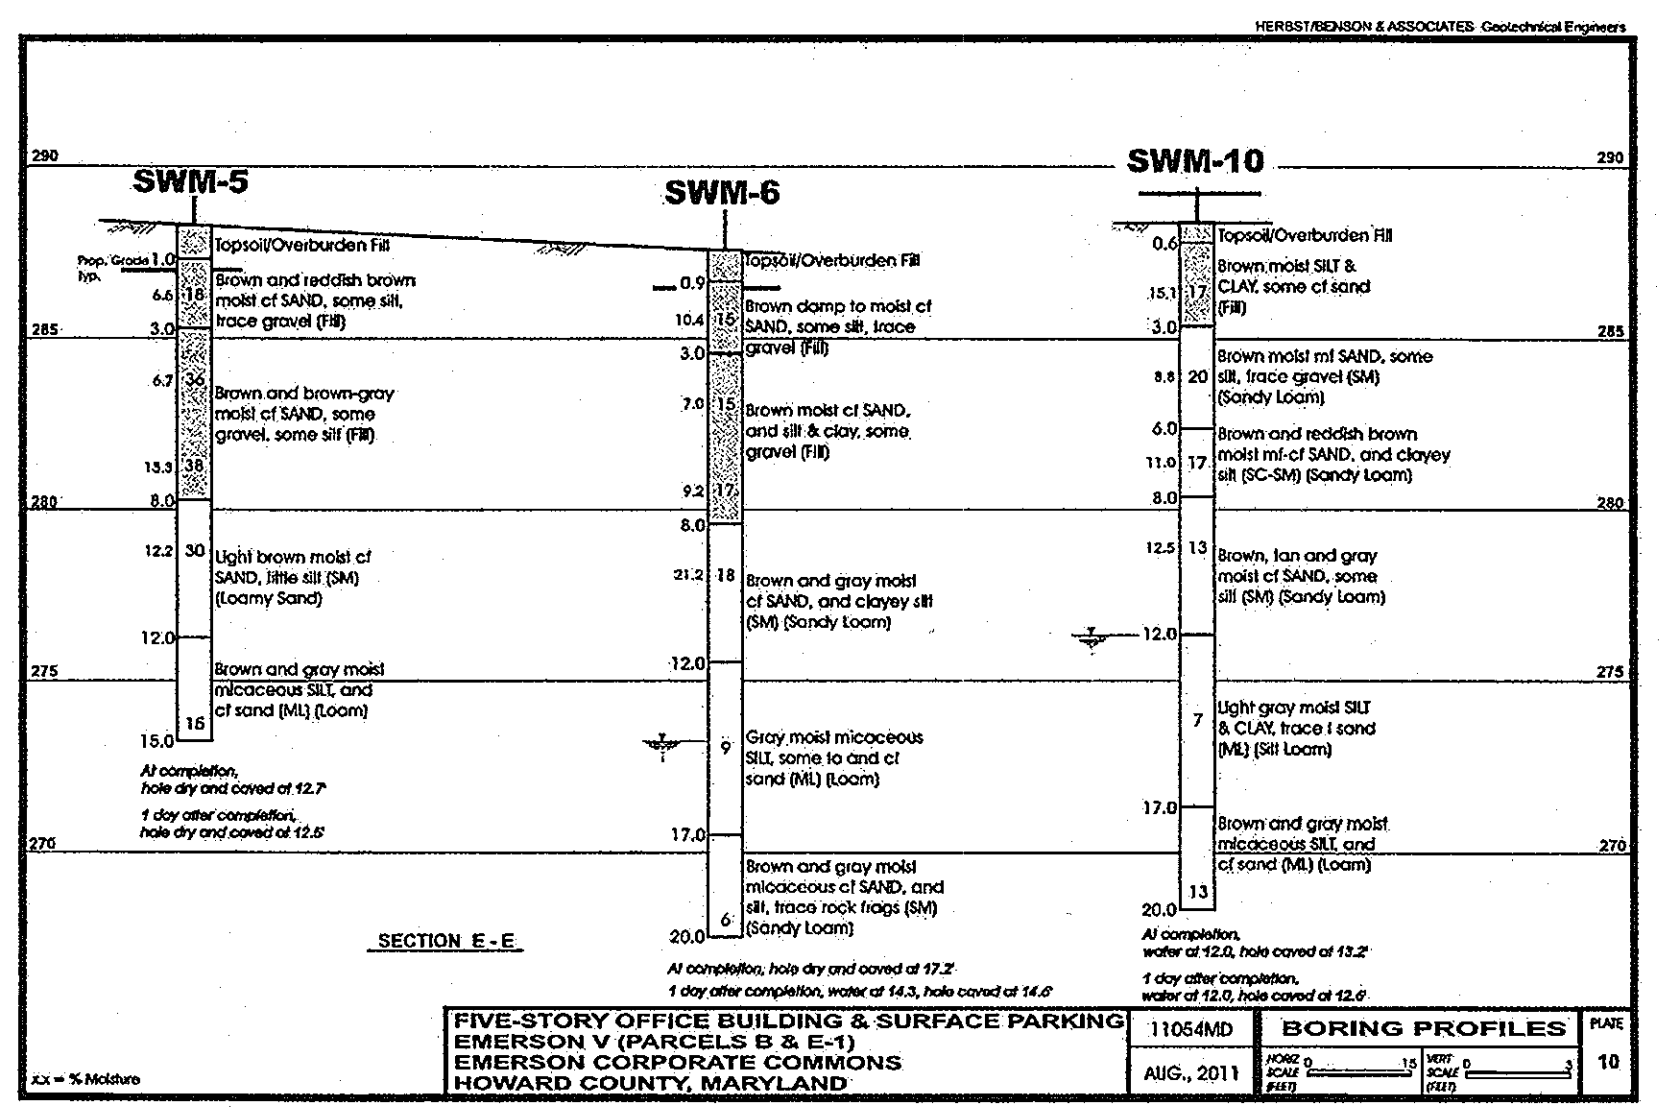 HERBST/BENSON & ASSOCIATES Geotechnical Engineers
290
290
SWM-5
SWM-6
SWM-10
Topsoil/Overburden Fill
Prop. Grade
Typ.
1.0
Brown and reddish brown
moist cf SAND, some silt,
trace gravel (Fill)
6.6
18
285
3.0
6.7
36
Brown and brown-gray
moist cf SAND, some
gravel, some silt (Fill)
13.3
38
280
8.0
12.2
30
Light brown moist cf
SAND, little silt (SM)
(Loamy Sand)
12.0
275
Brown and gray moist
micaceous SILT, and
cf sand (ML) (Loam)
15.0
At completion,
hole dry and caved at 12.7'
1 day after completion,
270
Topsoil/Overburden Fill
0.9
Brown damp to moist cf
SAND, some silt, trace
gravel (Fill)
10.4
15
3.0
7.0
15
Brown moist cf SAND,
and silt & clay, some
gravel (Fill)
9.2
17
8.0
21.2
18
Brown and gray moist
cf SAND, and clayey silt
(SM) (Sandy Loam)
12.0
9
Gray moist micaceous
SILT, some to and cf
sand (ML) (Loam)
17.0
Brown and gray moist
micaceous cf SAND, and
silt, trace rock frags (SM)
(Sandy Loam)
6
20.0
At completion, hole dry and caved at 17.2'
1 day after completion, water at 14.3, hole caved at 14.6'
Topsoil/Overburden Fill
0.6
Brown moist SILT &
CLAY, some cf sand
(Fill)
15.1
17
3.0
285
Brown moist mf SAND, some
silt, trace gravel (SM)
(Sandy Loam)
8.8
20
6.0
Brown and reddish brown
moist mf-cf SAND, and clayey
silt (SC-SM) (Sandy Loam)
11.0
17
8.0
280
12.5
13
Brown, tan and gray
moist cf SAND, some
silt (SM) (Sandy Loam)
12.0
275
7
Light gray moist SILT
& CLAY, trace f sand
(ML) (Silt Loam)
17.0
Brown and gray moist
micaceous SILT, and
cf sand (ML) (Loam)
270
13
20.0
At completion,
water at 12.0, hole caved at 13.2'
1 day after completion,
water at 12.0, hole caved at 12.6'
SECTION E-E
xx = % Moisture
FIVE-STORY OFFICE BUILDING & SURFACE PARKING
EMERSON V (PARCELS B & E-1)
EMERSON CORPORATE COMMONS
HOWARD COUNTY, MARYLAND
11054MD
AUG., 2011
BORING PROFILES
HORIZ
SCALE
(FEET)
0
15
VERT
SCALE
(FEET)
0
3
PLATE
10